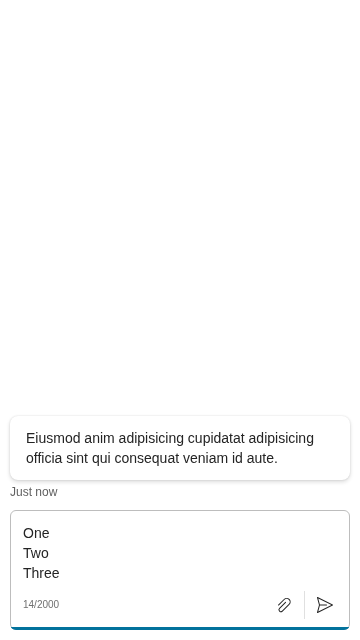 Eiusmod anim adipisicing cupidatat adipisicing
officia sint qui consequat veniam id aute.
Just now
One
Two
Three
14/2000